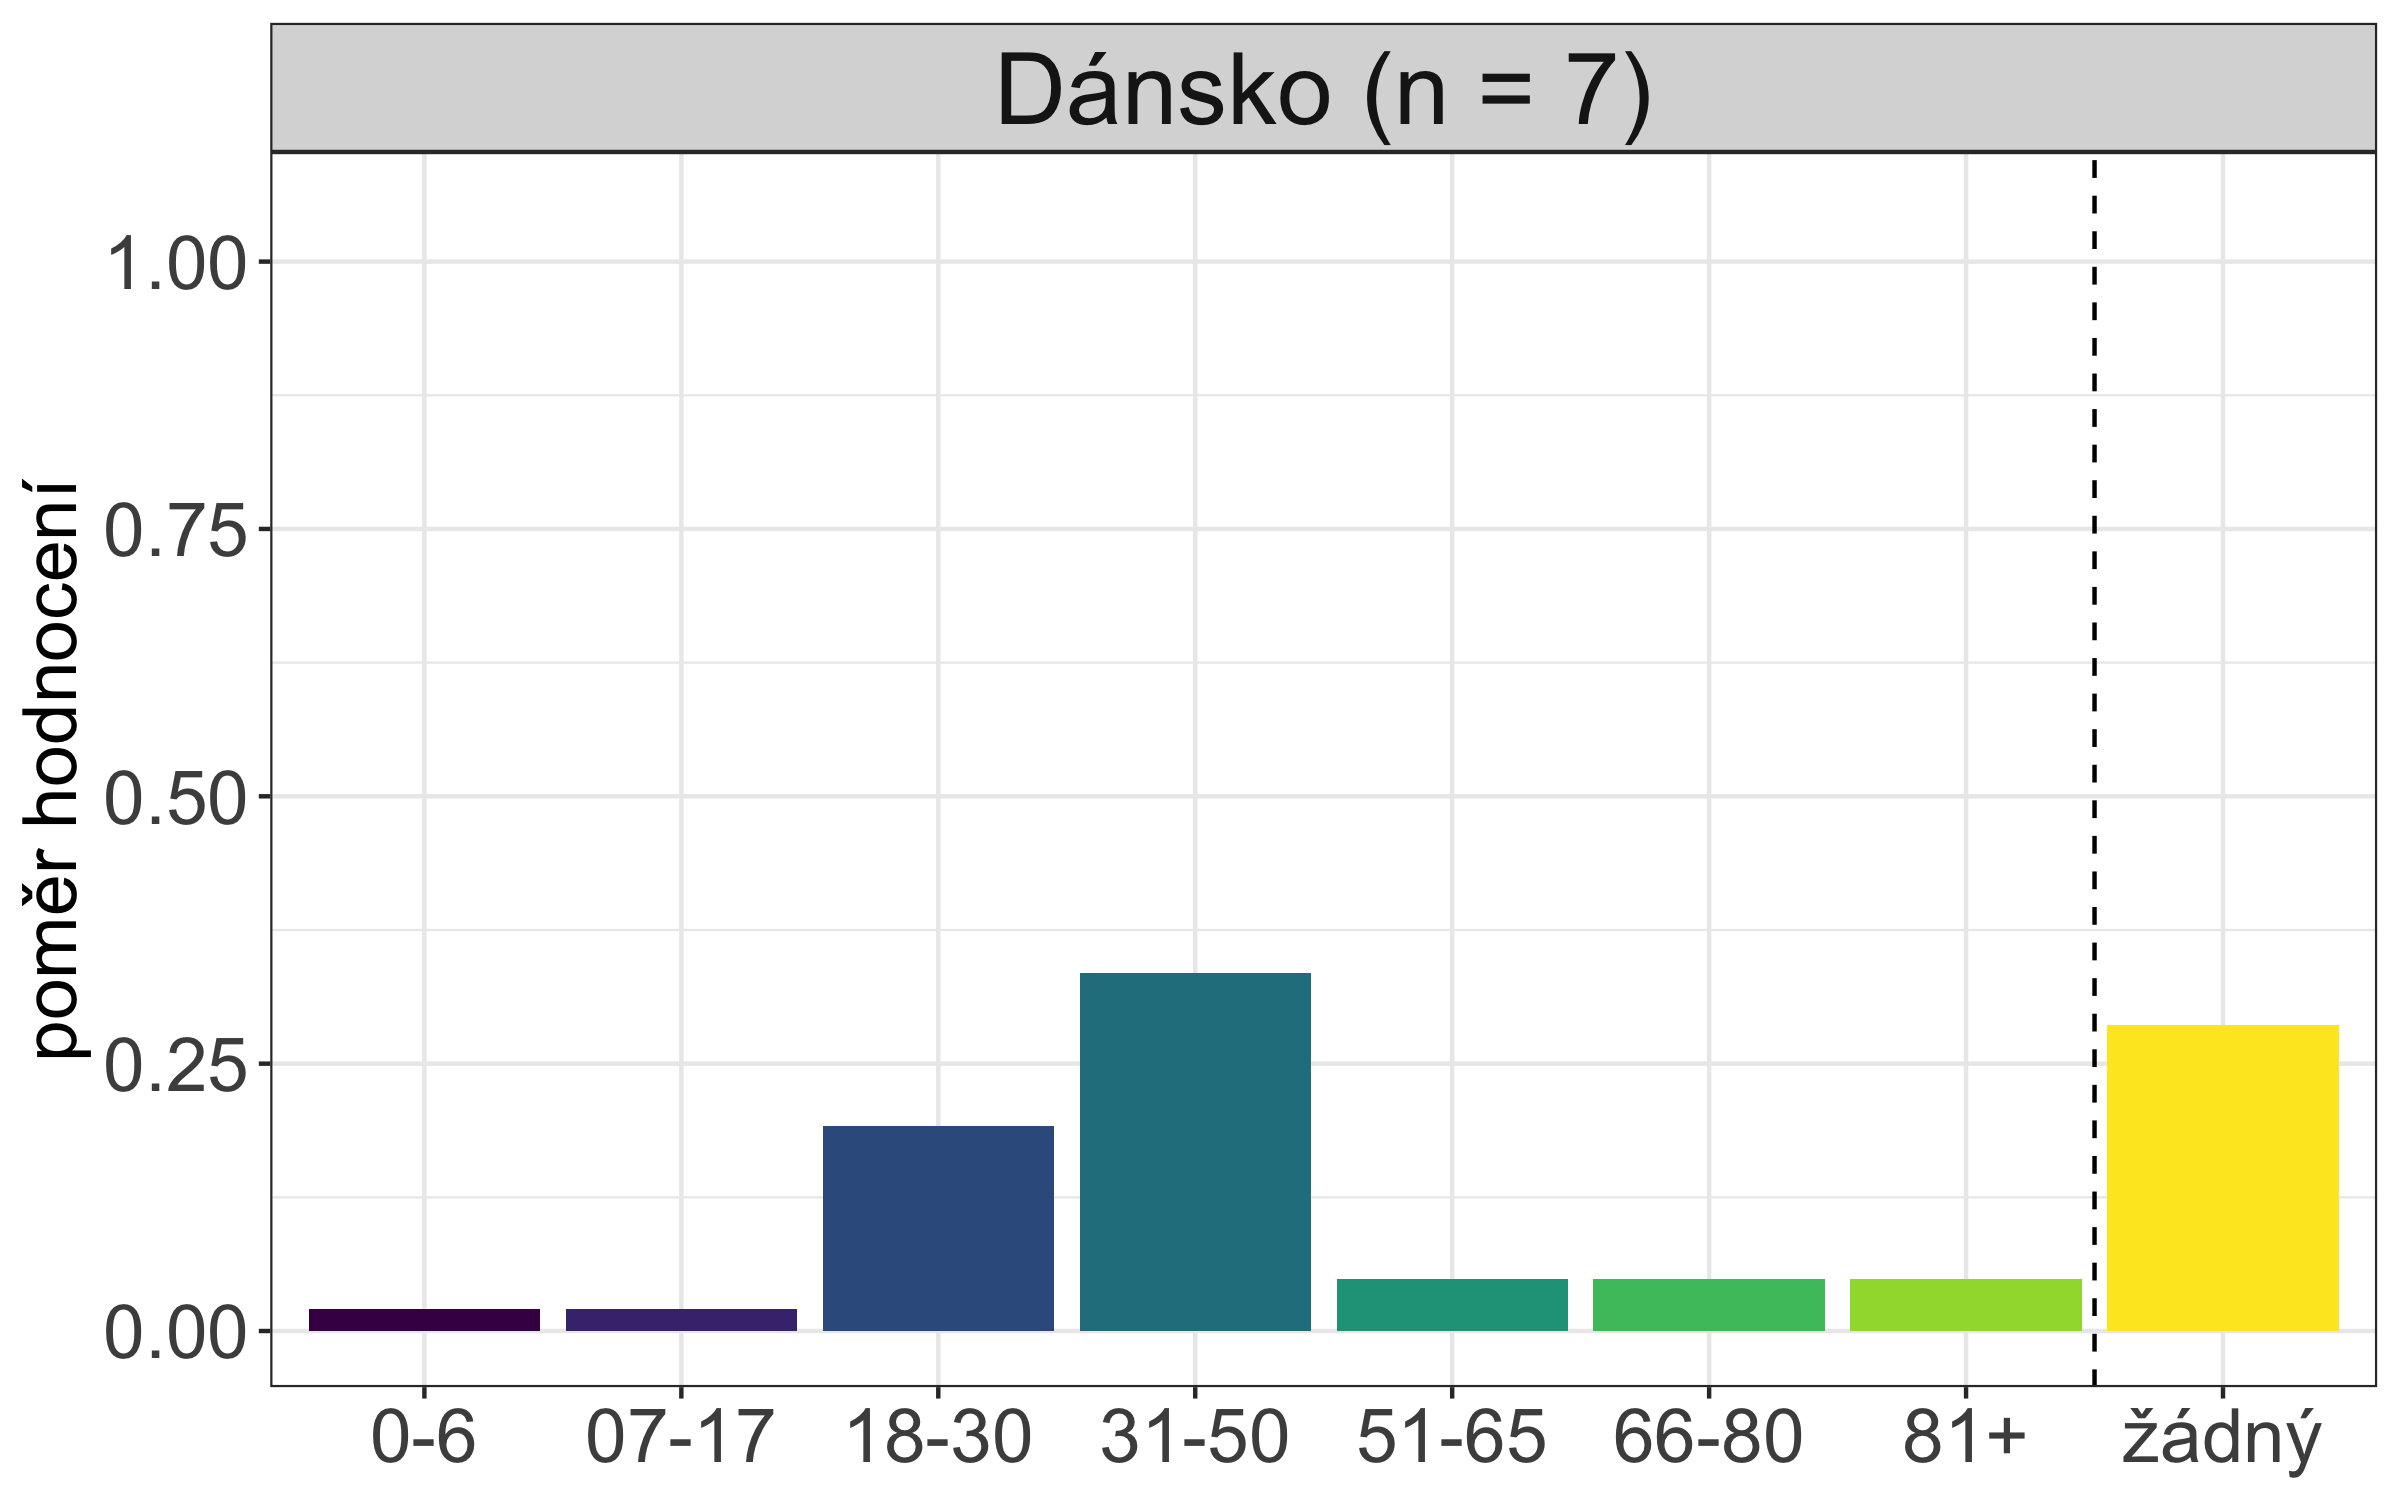 Dánsko (n = 7)
poměr hodnocení
1.00
0.75
0.50
0.25
0.00
0-6 07-17 18-30 31-50 51-65 66-80 81+ žádný